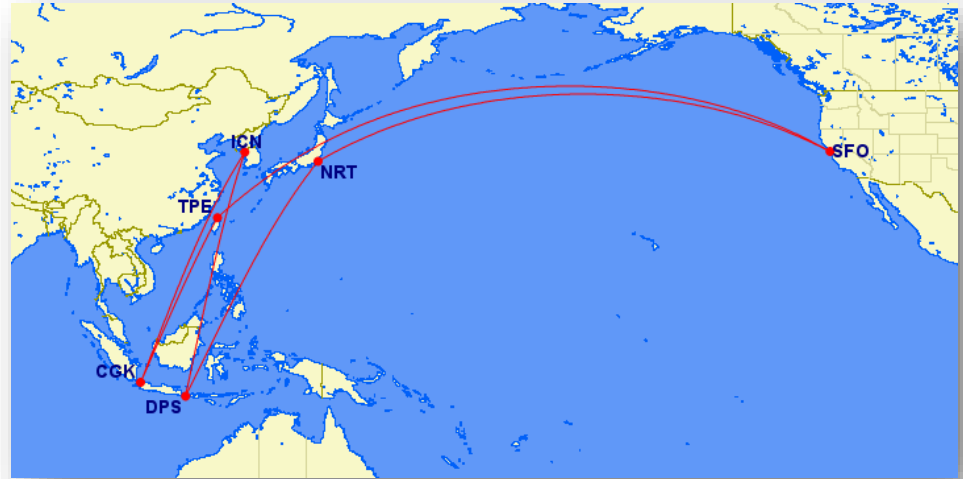 ICN
SFO
NRT
TPE
CGK
DPS